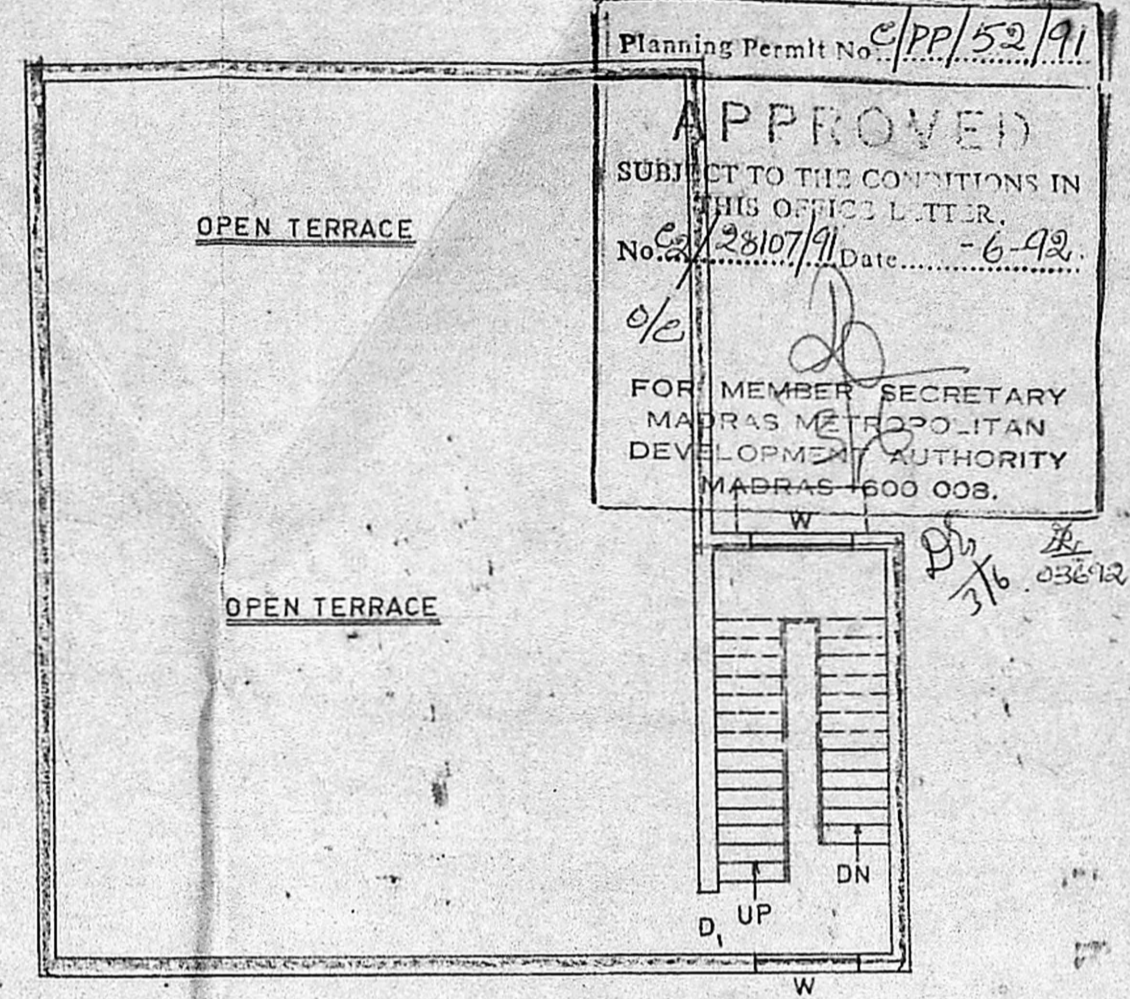 Planning Permit No C/PP/52/91
APPROVED
SUBJECT TO THE CONDITIONS IN
THIS OFFICE LETTER.
No. C2/28107/91 Date -6-92.
O/C
FOR MEMBER SECRETARY
MADRAS METROPOLITAN
DEVELOPMENT AUTHORITY
MADRAS-600 008.
OPEN TERRACE
W
3/6
OPEN TERRACE
DN
UP
D1
W